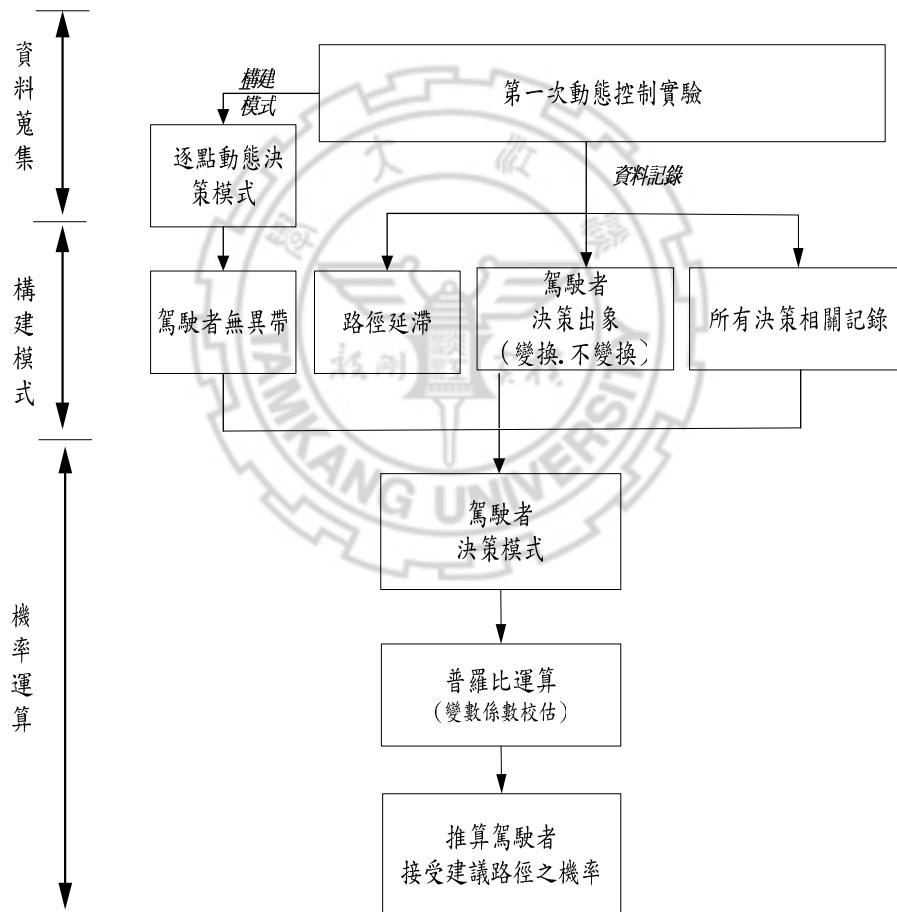 資料蒐集
構建
模式
第一次動態控制實驗
逐點動態決
策模式
資料記錄
構建模式
駕駛者無異帶
路徑延滯
駕駛者
決策出象
(變換.不變換)
所有決策相關記錄
TAMKANG UNIVERSITY
機率運算
駕駛者
決策模式
普羅比運算
(變數係數校估)
推算駕駛者
接受建議路徑之機率